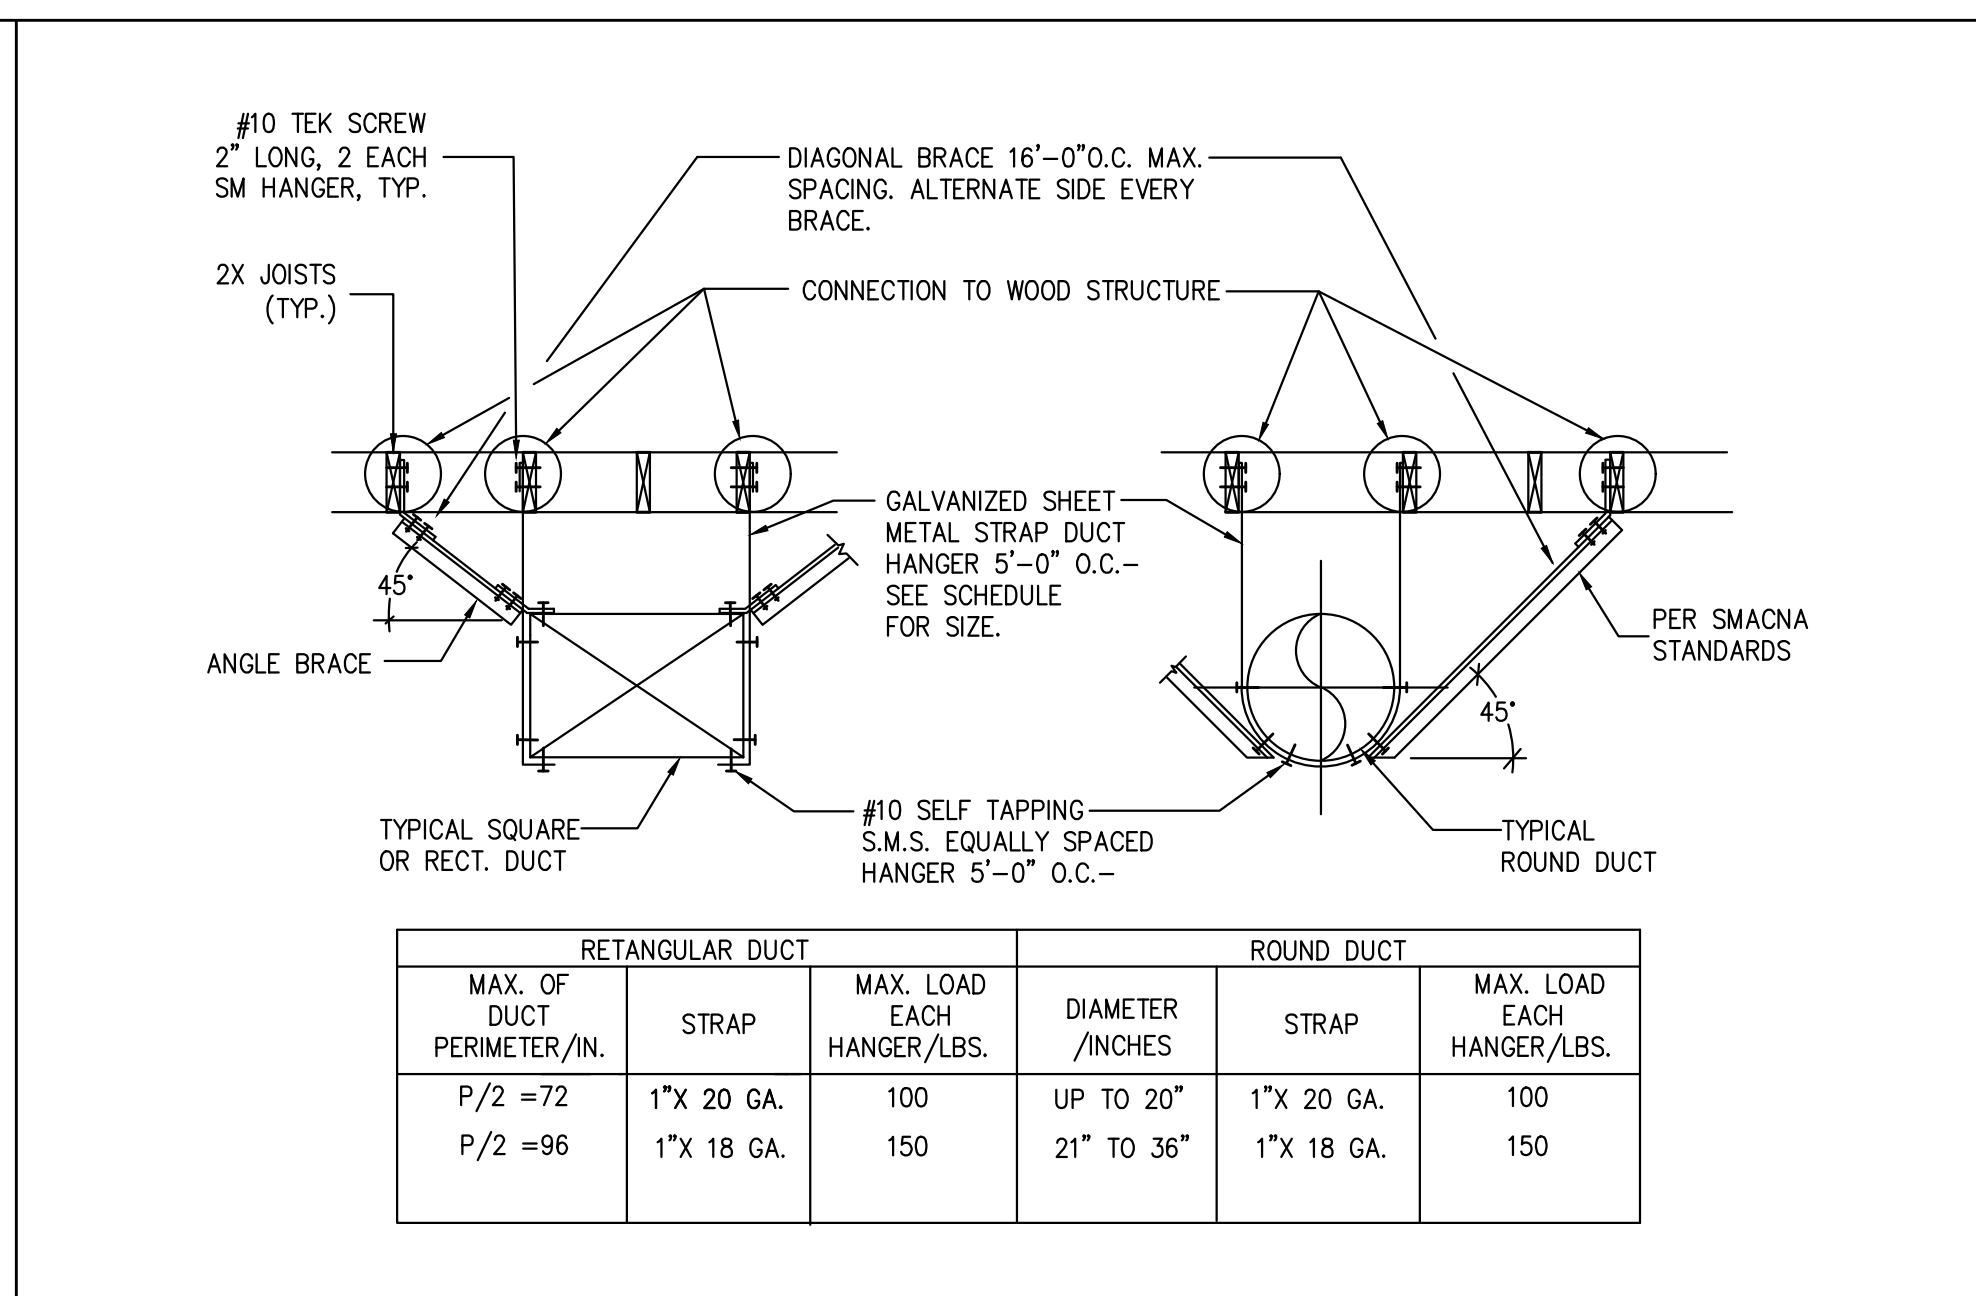 #10 TEK SCREW
2" LONG, 2 EACH
SM HANGER, TYP.
DIAGONAL BRACE 16'-0"O.C. MAX.
SPACING. ALTERNATE SIDE EVERY
BRACE.
2X JOISTS
(TYP.)
CONNECTION TO WOOD STRUCTURE
GALVANIZED SHEET
METAL STRAP DUCT
HANGER 5'-0" O.C.-
SEE SCHEDULE
FOR SIZE.
45°
ANGLE BRACE
PER SMACNA
STANDARDS
45°
TYPICAL SQUARE
OR RECT. DUCT
#10 SELF TAPPING
S.M.S. EQUALLY SPACED
HANGER 5'-0" O.C.-
TYPICAL
ROUND DUCT
RETANGULAR DUCT
ROUND DUCT
MAX. OF
DUCT
PERIMETER/IN.
STRAP
MAX. LOAD
EACH
HANGER/LBS.
DIAMETER
/INCHES
STRAP
MAX. LOAD
EACH
HANGER/LBS.
P/2 =72 1"X 20 GA. 100 UP TO 20" 1"X 20 GA. 100
P/2 =96 1"X 18 GA. 150 21" TO 36" 1"X 18 GA. 150